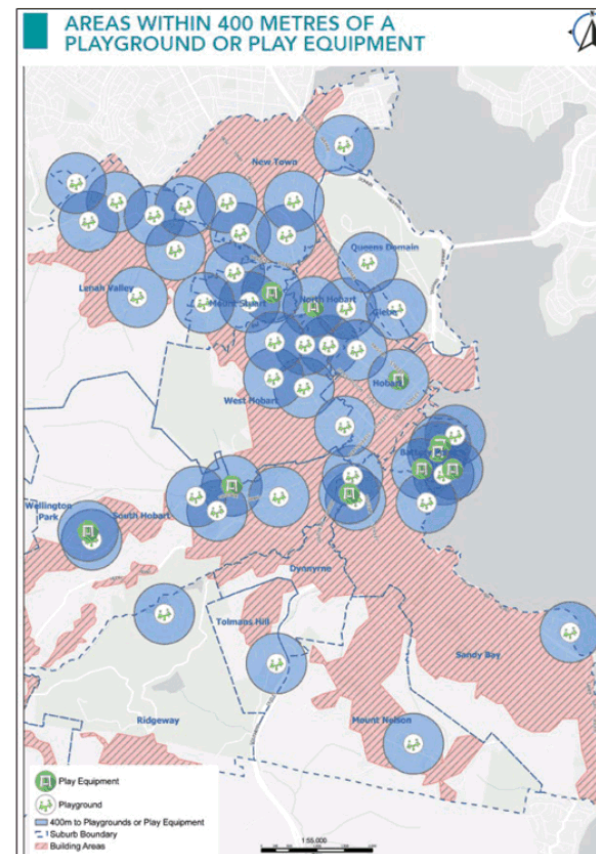 AREAS WITHIN 400 METRES OF A
PLAYGROUND OR PLAY EQUIPMENT
New Town
Queens Domain
Lenah Valley
Mount Stuart
North Hobart
Glebe
Hobart
West Hobart
Wellington
Park
South Hobart
Dynnyrne
Tolmans Hill
Sandy Bay
Ridgeway
Mount Nelson
Play Equipment
Playground
400m to Playgrounds or Play Equipment
Suburb Boundary
Building Areas
1:55,000